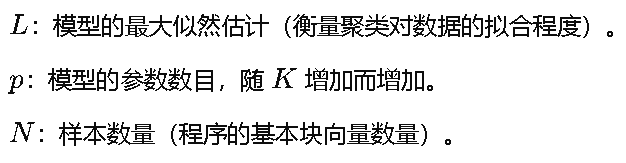 L：模型的最大似然估计（衡量聚类对数据的拟合程度）。
p：模型的参数数目，随 K 增加而增加。
N：样本数量（程序的基本块向量数量）。